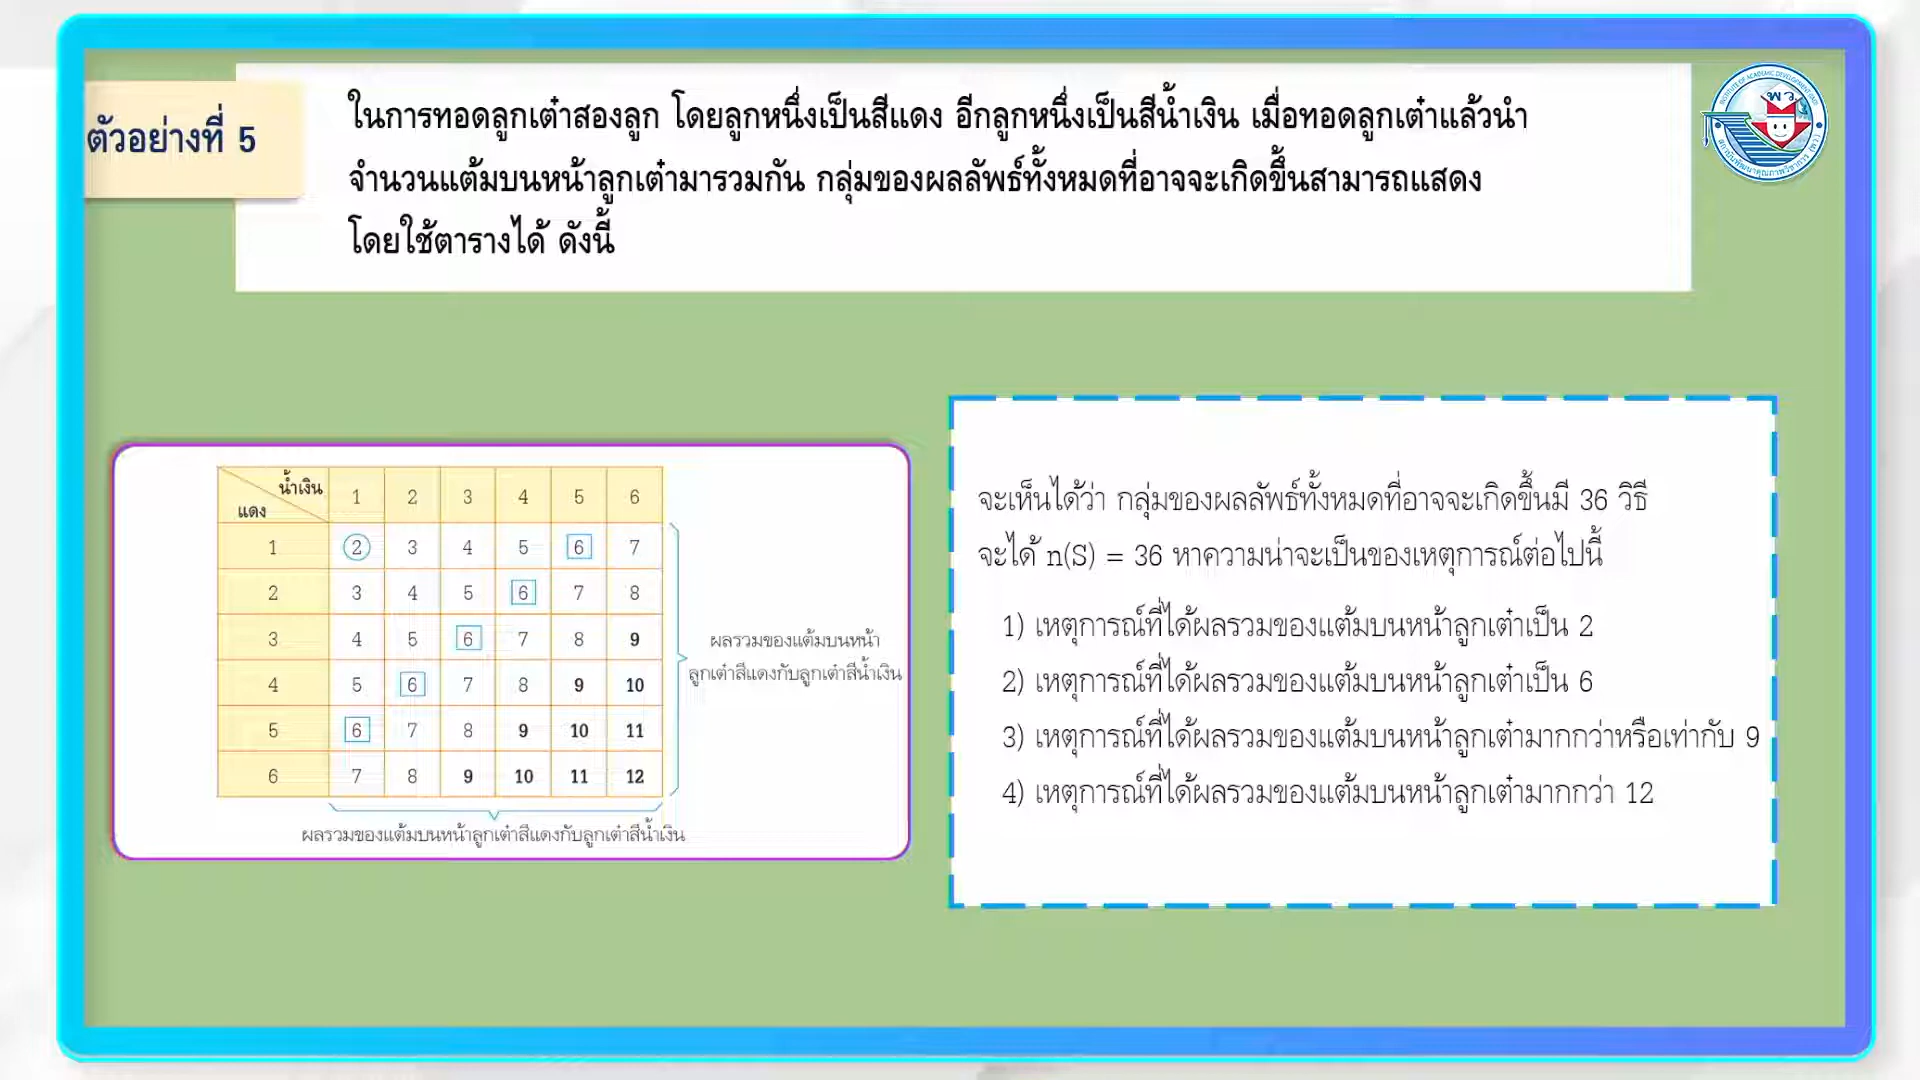 ตัวอย่างที่ 5
ในการทอดลูกเต๋าสองลูก โดยลูกหนึ่งเป็นสีแดง อีกลูกหนึ่งเป็นสีน้ำเงิน เมื่อทอดลูกเต๋าแล้วนำ
จำนวนแต้มบนหน้าลูกเต๋ามารวมกัน กลุ่มของผลลัพธ์ทั้งหมดที่อาจจะเกิดขึ้นสามารถแสดง
โดยใช้ตารางได้ ดังนี้
พว
น้ำเงิน 1 2 3 4 5 6
แดง
1 2 3 4 5 6 7
2 3 4 5 6 7 8
3 4 5 6 7 8 9
4 5 6 7 8 9 10
5 6 7 8 9 10 11
6 7 8 9 10 11 12
ผลรวมของแต้มบนหน้า
ลูกเต๋าสีแดงกับลูกเต๋าสีน้ำเงิน
ผลรวมของแต้มบนหน้าลูกเต๋าสีแดงกับลูกเต๋าสีน้ำเงิน
จะเห็นได้ว่า กลุ่มของผลลัพธ์ทั้งหมดที่อาจจะเกิดขึ้นมี 36 วิธี
จะได้ n(S) = 36 หาความน่าจะเป็นของเหตุการณ์ต่อไปนี้
1) เหตุการณ์ที่ได้ผลรวมของแต้มบนหน้าลูกเต๋าเป็น 2
2) เหตุการณ์ที่ได้ผลรวมของแต้มบนหน้าลูกเต๋าเป็น 6
3) เหตุการณ์ที่ได้ผลรวมของแต้มบนหน้าลูกเต๋ามากกว่าหรือเท่ากับ 9
4) เหตุการณ์ที่ได้ผลรวมของแต้มบนหน้าลูกเต๋ามากกว่า 12